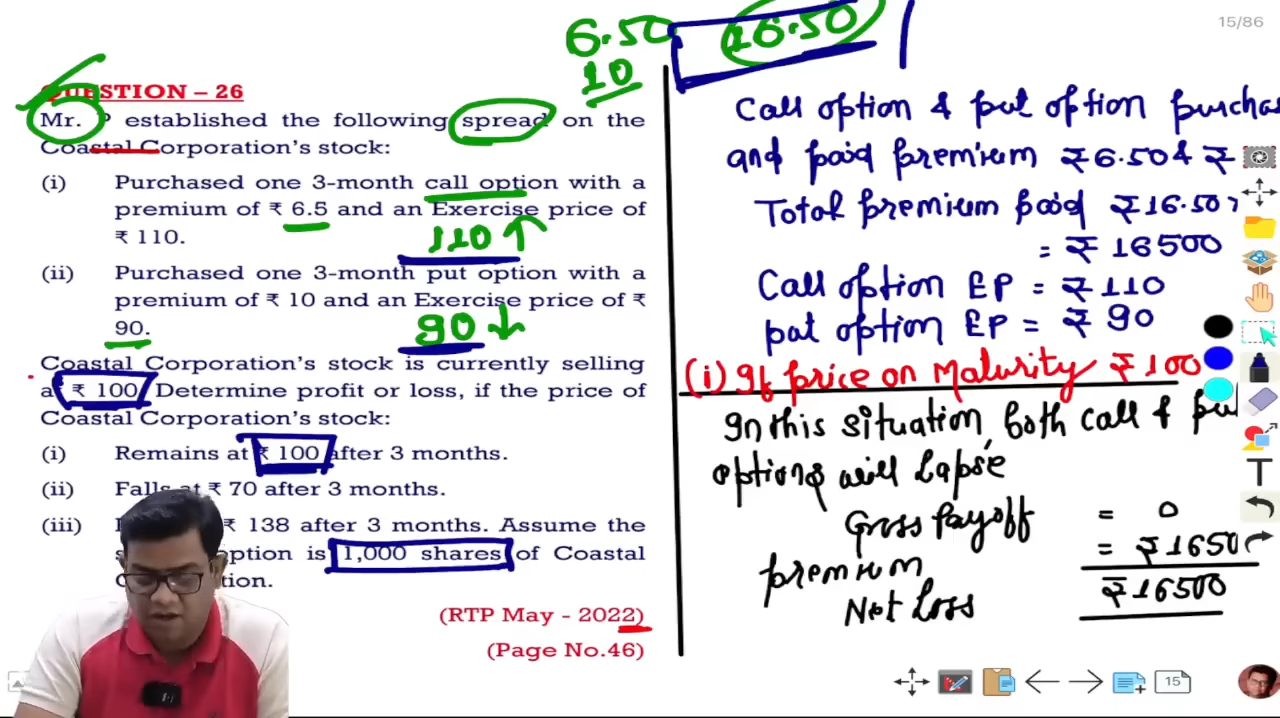 15/86
6.50 16.50
10
QUESTION – 26
Mr. P established the following spread on the
Coastal Corporation's stock:
(i) Purchased one 3-month call option with a
premium of ₹ 6.5 and an Exercise price of
₹ 110.
110 ↑
(ii) Purchased one 3-month put option with a
premium of ₹ 10 and an Exercise price of ₹
90.
90 ↓
Coastal Corporation's stock is currently selling
at ₹ 100. Determine profit or loss, if the price of
Coastal Corporation's stock:
(i) Remains at ₹ 100 after 3 months.
(ii) Falls at ₹ 70 after 3 months.
(iii) ₹ 138 after 3 months. Assume the
option is 1,000 shares of Coastal
(RTP May - 2022)
(Page No.46)
Call option & put option purchas
and paid premium ₹ 6.50 & ₹
Total premium paid ₹ 16.50
= ₹ 16500
Call option EP = ₹ 110
put option EP = ₹ 90
(i) If price on Maturity ₹ 100
In this situation, both call & put
options will lapse
Gross Payoff = 0
premium = ₹ 1650
Net Loss ₹ 16500
15